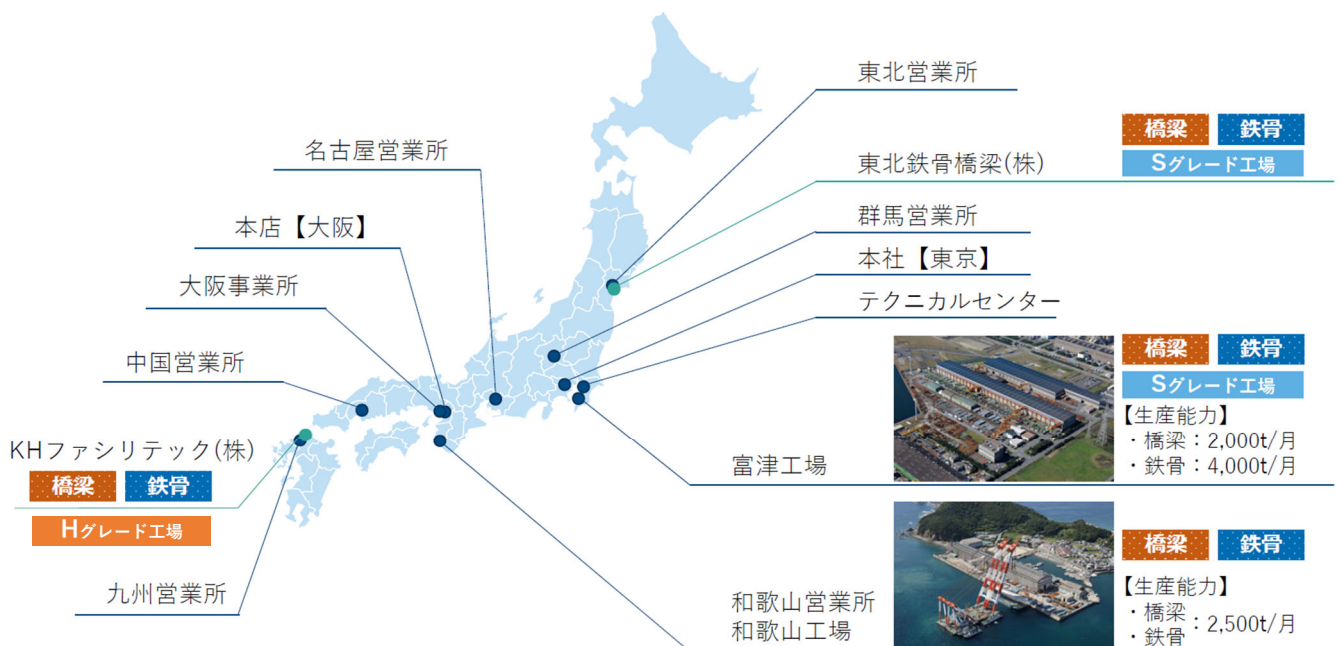 東北営業所
橋梁 鉄骨
東北鉄骨橋梁(株)
Sグレード工場
名古屋営業所
群馬営業所
本店【大阪】
本社【東京】
大阪事業所
テクニカルセンター
中国営業所
橋梁 鉄骨
Sグレード工場
【生産能力】
・橋梁：2,000t/月
・鉄骨：4,000t/月
富津工場
KHファシリテック(株)
橋梁 鉄骨
Hグレード工場
九州営業所
和歌山営業所
和歌山工場
橋梁 鉄骨
【生産能力】
・橋梁
・鉄骨
：2,500t/月